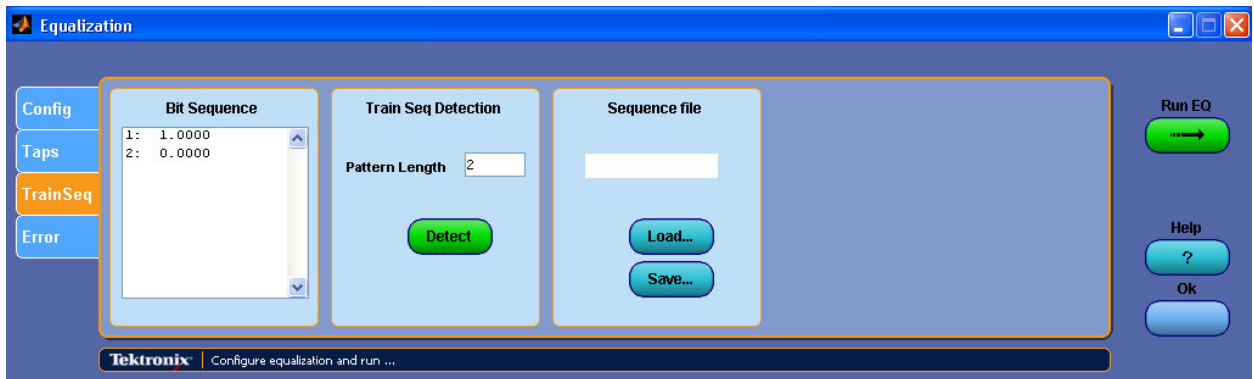 Equalization
Config
Taps
TrainSeq
Error
Bit Sequence
1: 1.0000
2: 0.0000
Train Seq Detection
Pattern Length 2
Detect
Sequence file
Load...
Save...
Run EQ
Help
?
Ok
Tektronix Configure equalization and run ...